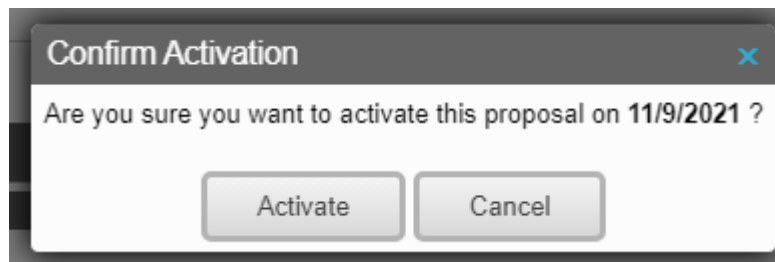 Confirm Activation ×
Are you sure you want to activate this proposal on 11/9/2021 ?
Activate Cancel